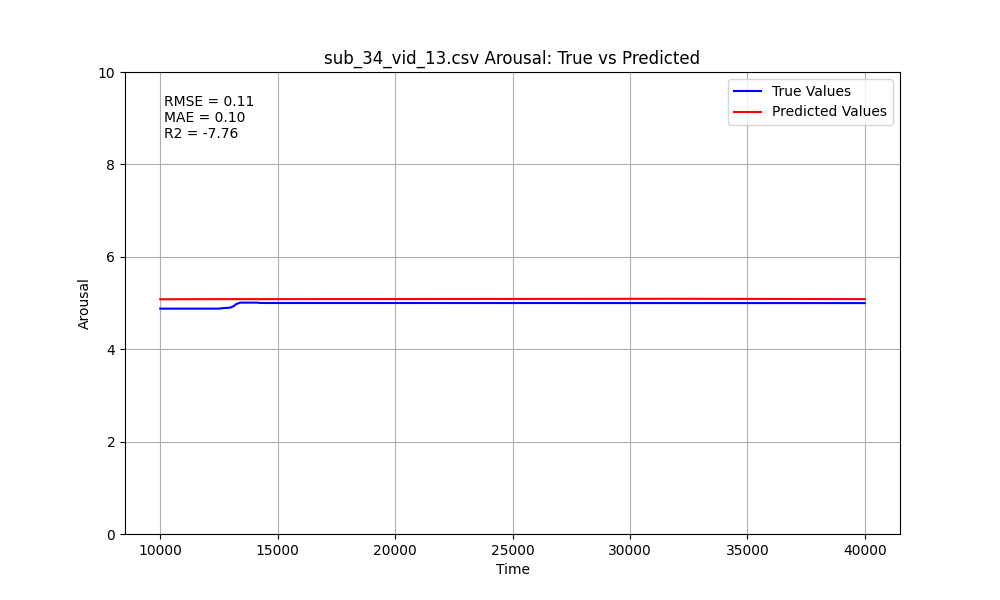 sub_34_vid_13.csv Arousal: True vs Predicted
RMSE = 0.11
MAE = 0.10
R2 = -7.76
True Values
Predicted Values
10
8
6
4
2
0
Arousal
10000
15000
20000
25000
30000
35000
40000
Time